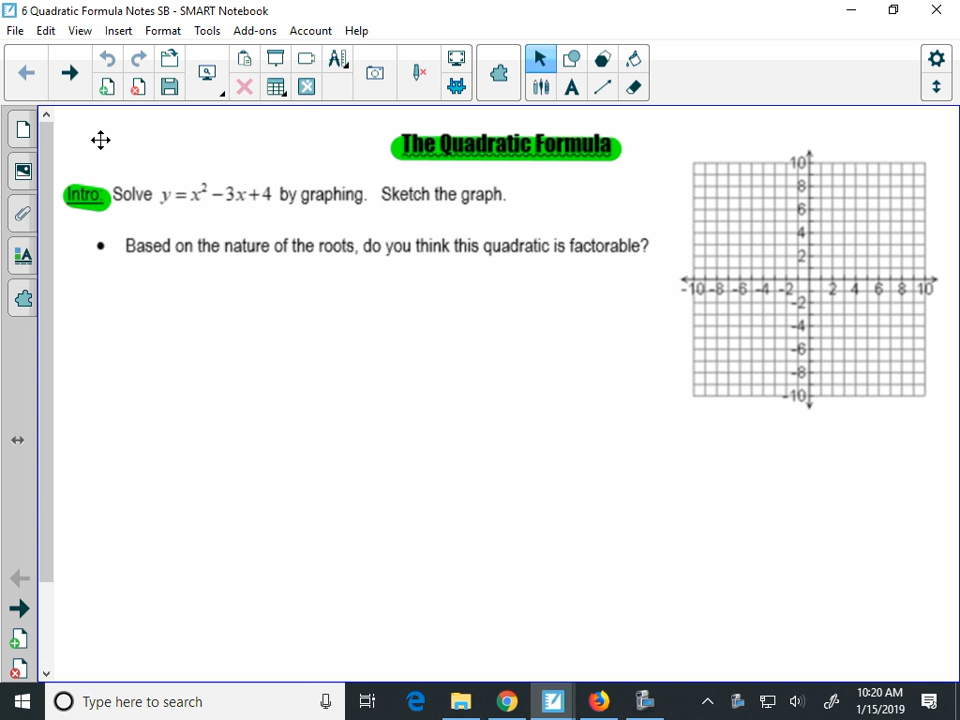 6 Quadratic Formula Notes SB - SMART Notebook
File Edit View Insert Format Tools Add-ons Account Help
The Quadratic Formula
Intro: Solve y = x² − 3x + 4 by graphing. Sketch the graph.
• Based on the nature of the roots, do you think this quadratic is factorable?
10
8
6
4
2
-10 -8 -6 -4 -2 2 4 6 8 10
-2
-4
-6
-8
-10
Type here to search
10:20 AM
1/15/2019